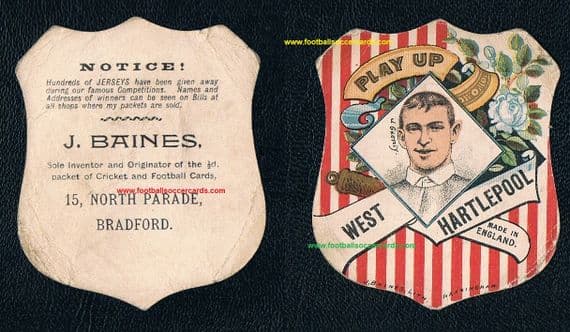 NOTICE!
Hundreds of JERSEYS have been given away
during our famous Competitions. Names and
Addresses of winners can be seen on Bills at
all shops where my packets are sold.
J. BAINES,
Sole Inventor and Originator of the ½d.
packet of Cricket and Football Cards,
www.footballsoccercards.com
15, NORTH PARADE,
BRADFORD.
www.footballsoccercards.com
PLAY UP
WEST HARTLEPOOL
MADE IN
ENGLAND.
www.footballsoccercards.com
J. BAINES, LITH